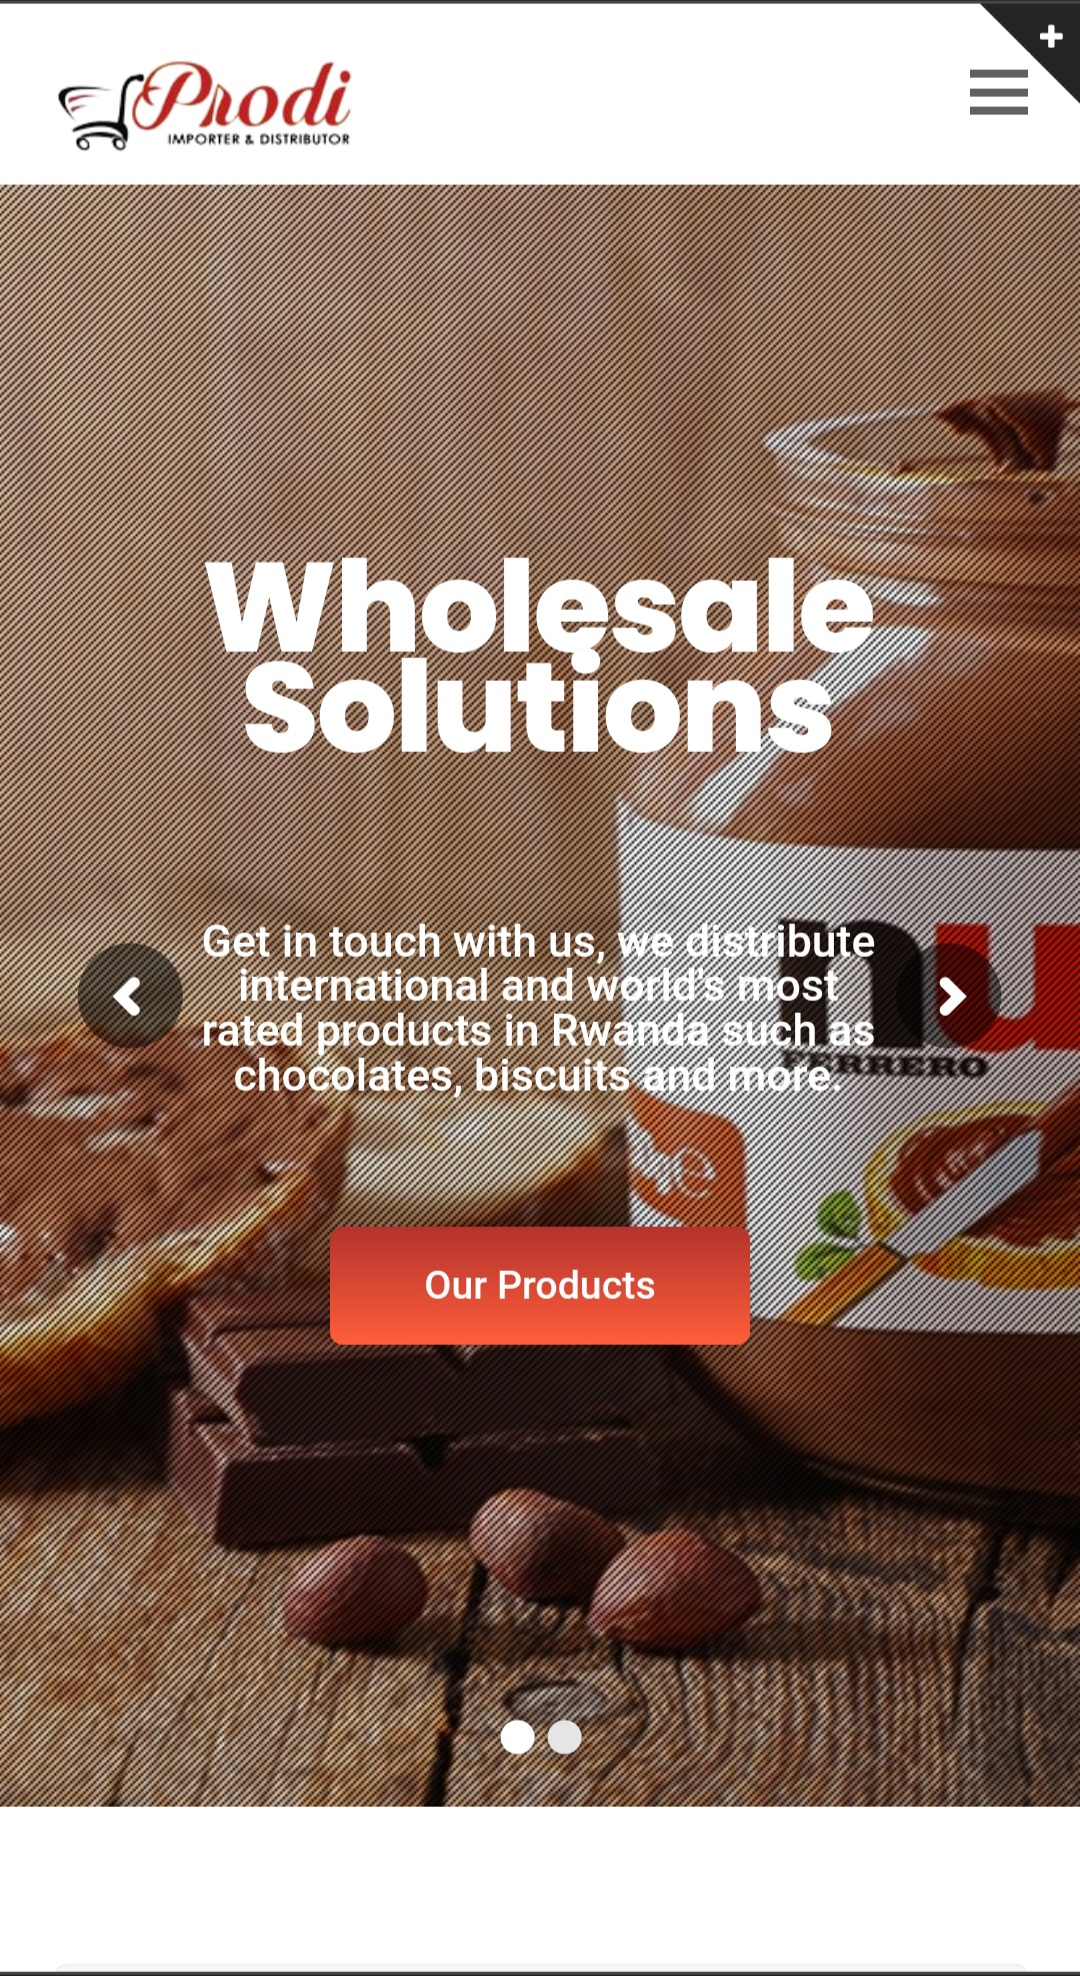 Prodi
IMPORTER & DISTRIBUTOR
Wholesale
Solutions
Get in touch with us, we distribute
international and world's most
rated products in Rwanda such as
chocolates, biscuits and more.
nu
FERRERO
Our Products